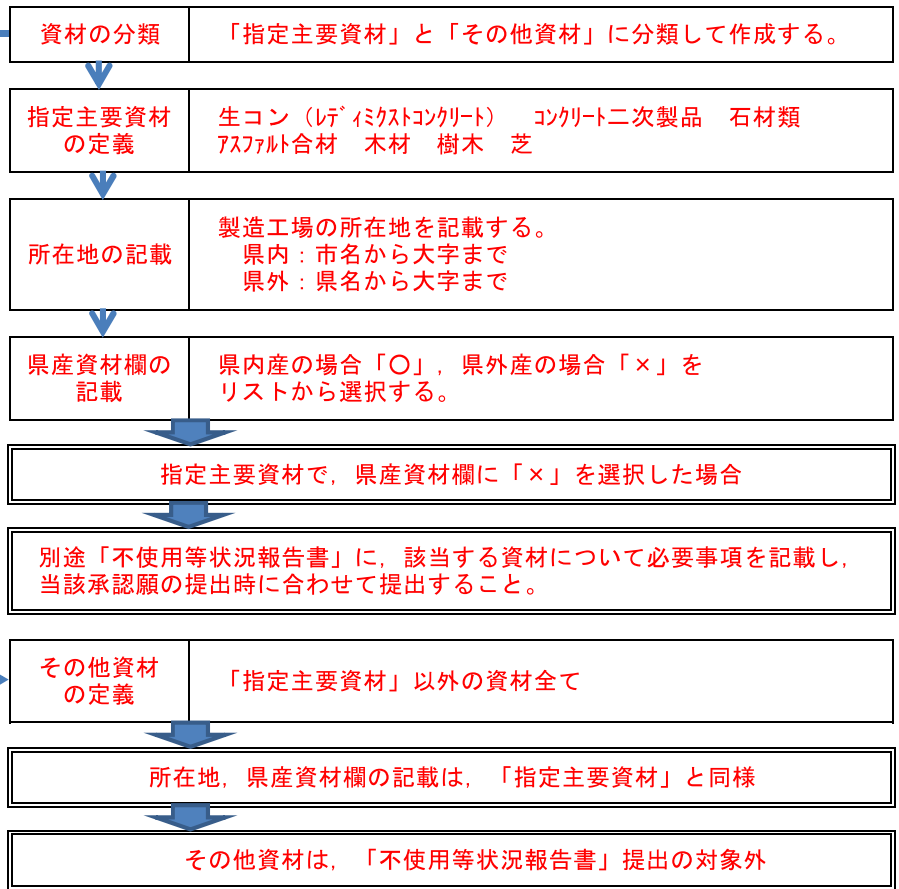 資材の分類
「指定主要資材」と「その他資材」に分類して作成する。
指定主要資材
の定義
生コン（ﾚﾃﾞｨﾐｸｽﾄｺﾝｸﾘｰﾄ）　ｺﾝｸﾘｰﾄ二次製品　石材類
ｱｽﾌｧﾙﾄ合材　木材　樹木　芝
所在地の記載
製造工場の所在地を記載する。
県内：市名から大字まで
県外：県名から大字まで
県産資材欄の
記載
県内産の場合「〇」，県外産の場合「×」を
リストから選択する。
指定主要資材で，県産資材欄に「×」を選択した場合
別途「不使用等状況報告書」に，該当する資材について必要事項を記載し，
当該承認願の提出時に合わせて提出すること。
その他資材
の定義
「指定主要資材」以外の資材全て
所在地，県産資材欄の記載は，「指定主要資材」と同様
その他資材は，「不使用等状況報告書」提出の対象外